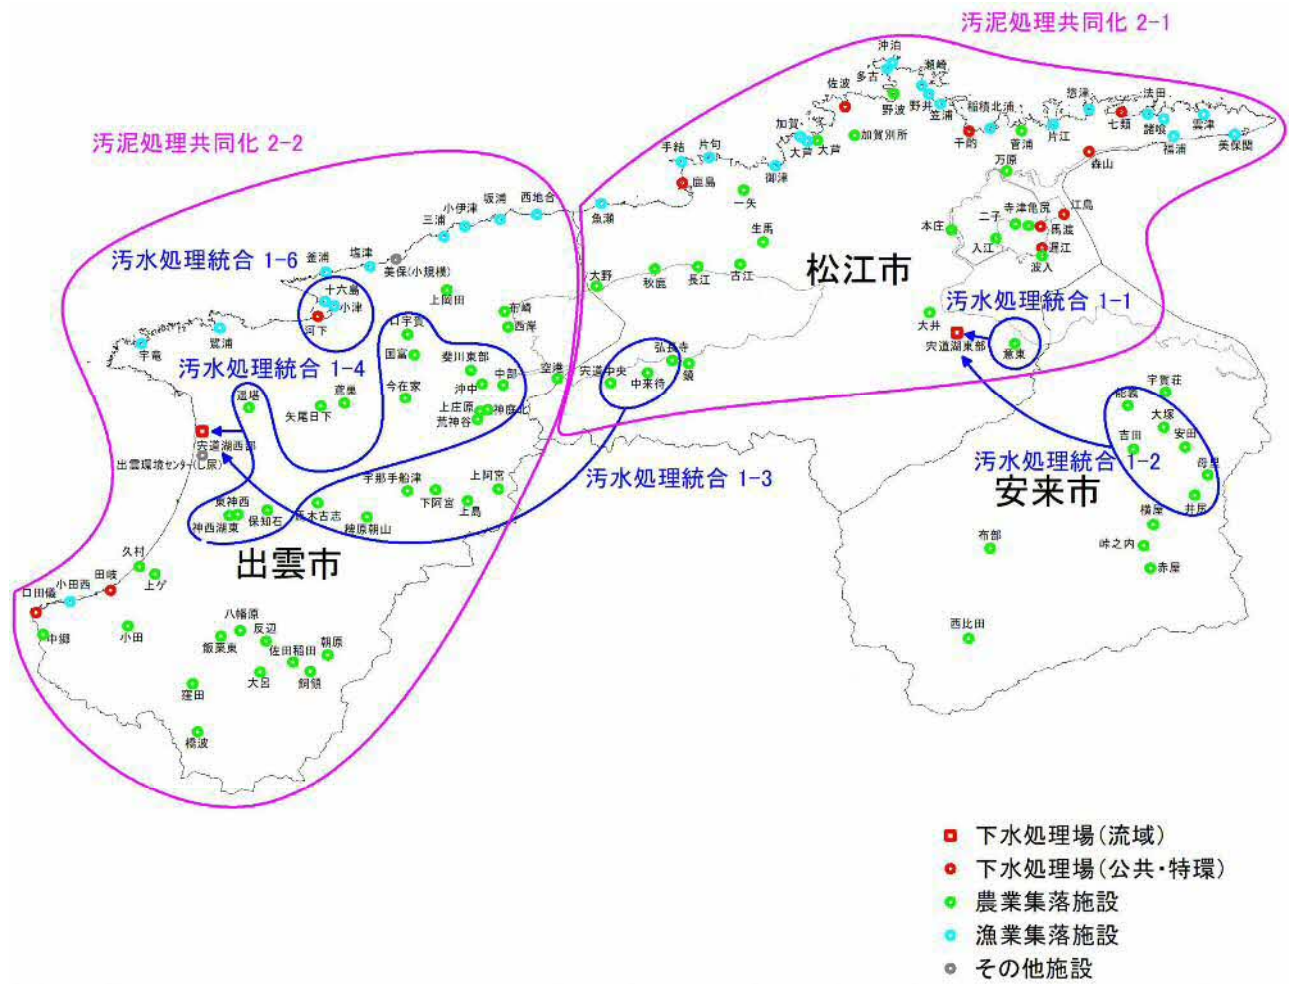 汚泥処理共同化 2-1
沖泊
瀬崎
多古
佐波
野波
野井
笠浦
稲積北浦
惣津
法田
七類
諸喰
雲津
美保関
福浦
片江
菅浦
干酌
森山
加賀
大芦
大芦
加賀別所
手結
片句
御津
鹿島
一矢
生馬
万原
寺津亀尻
江島
二子
馬渡
本庄
入江
遅江
波入
魚瀬
大野
秋鹿
長江
古江
松江市
汚水処理統合 1-1
大井
宍道湖東部
意東
汚泥処理共同化 2-2
西地合
坂浦
小伊津
三浦
塩津
釜浦
美保(小規模)
汚水処理統合 1-6
十六島
小津
河下
上岡田
布崎
西岸
口宇賀
国富
斐川東部
鷺浦
宇竜
汚水処理統合 1-4
遥堪
鳶巣
矢尾日下
今在家
沖中
中部
空港
上庄原
神庭北
荒神谷
宍道中央
弘長寺
中来待
鏡
宍道湖西部
出雲環境センター(し尿)
汚水処理統合 1-3
宇賀荘
能義
大塚
吉田
安田
母里
汚水処理統合 1-2
安来市
井尻
横屋
峠之内
赤屋
布部
西比田
宇那手船津
上阿宮
下阿宮
上島
東神西
神西湖東
保知石
稗原朝山
出雲市
久村
上ゲ
田岐
小田西
口田儀
中郷
小田
八幡原
飯栗東
反辺
佐田稲田
朝原
大呂
飼領
窪田
橋波
下水処理場(流域)
下水処理場(公共・特環)
農業集落施設
漁業集落施設
その他施設